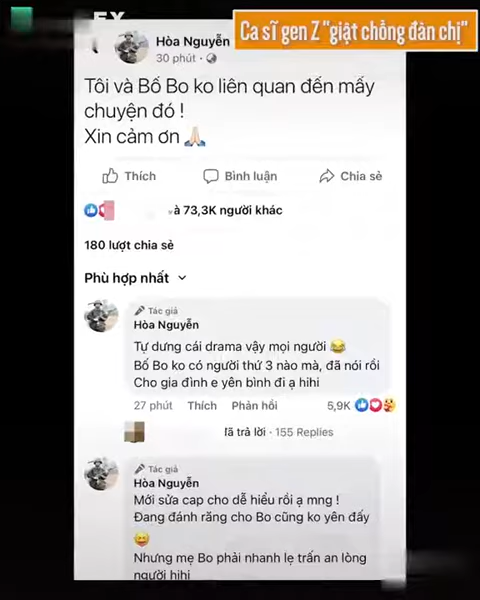 Ca sĩ gen Z "giật chồng đàn chị"
Hòa Nguyễn
30 phút ·
Tôi và Bố Bo ko liên quan đến mấy
chuyện đó !
Xin cảm ơn 🙏🏻
Thích Bình luận Chia sẻ
và 73,3K người khác
180 lượt chia sẻ
Phù hợp nhất
Tác giả
Hòa Nguyễn
Tự dưng cái drama vậy mọi người 😂
Bố Bo ko có người thứ 3 nào mà, đã nói rồi
Cho gia đình e yên bình đi ạ hihi
27 phút Thích Phản hồi 5,9K
đã trả lời · 155 Replies
Tác giả
Hòa Nguyễn
Mới sửa cap cho dễ hiểu rồi ạ mng !
Đang đánh răng cho Bo cũng ko yên đấy
😝
Nhưng mẹ Bo phải nhanh lẹ trấn an lòng
người hihi